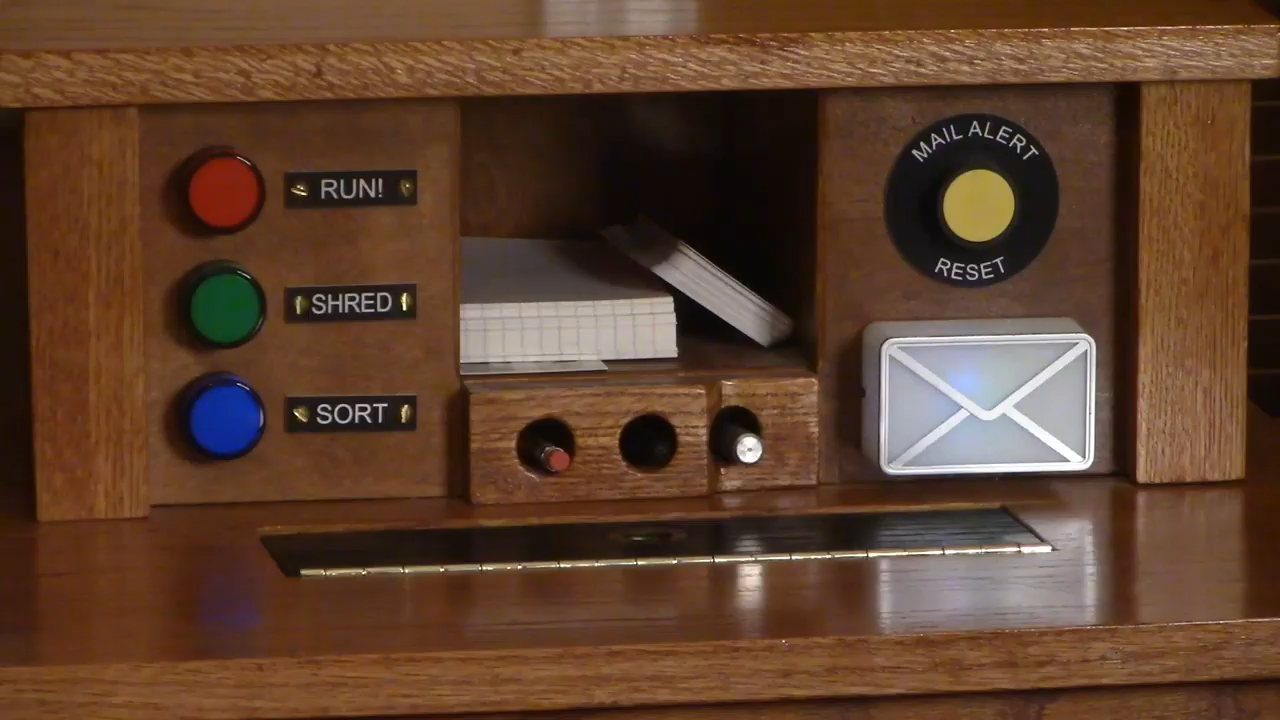 RUN!
SHRED
SORT
MAIL ALERT
RESET